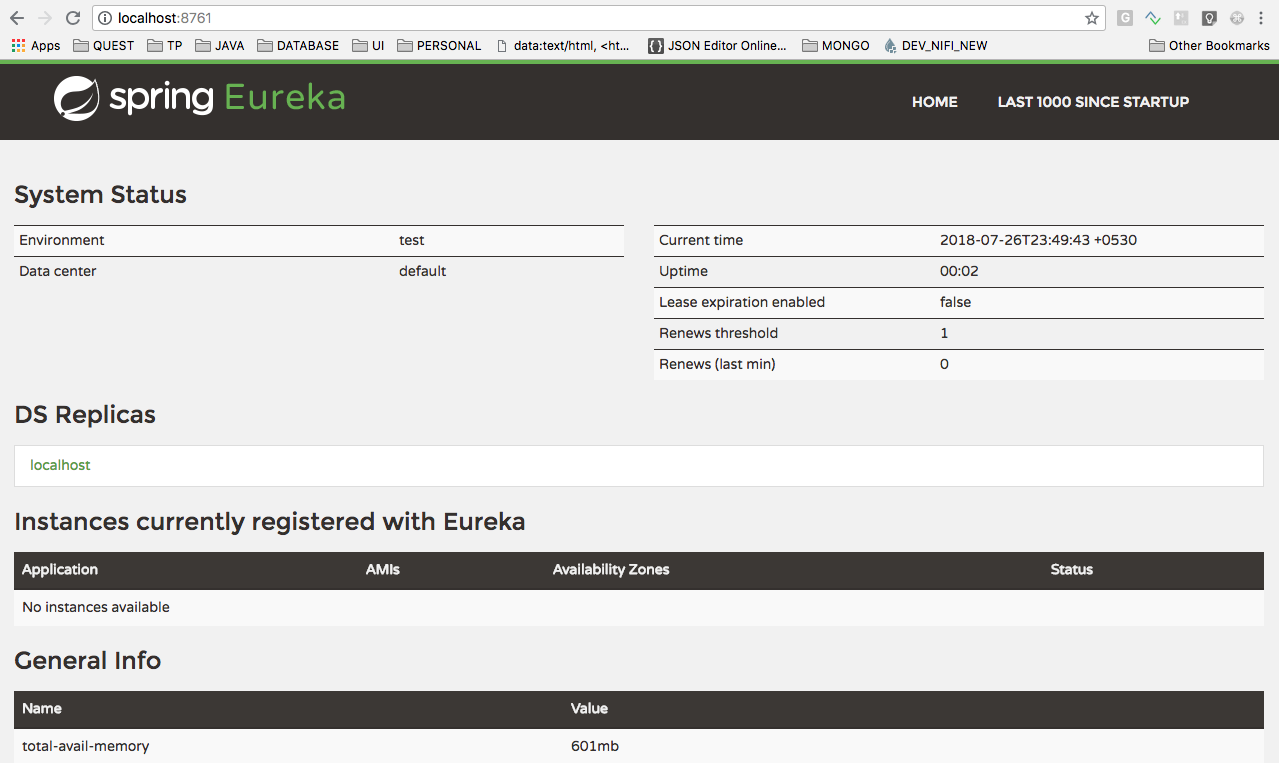 localhost:8761
Apps QUEST TP JAVA DATABASE UI PERSONAL data:text/html, <ht... JSON Editor Online... MONGO DEV_NIFI_NEW Other Bookmarks
spring Eureka HOME LAST 1000 SINCE STARTUP
System Status
Environment test
Data center default
Current time 2018-07-26T23:49:43 +0530
Uptime 00:02
Lease expiration enabled false
Renews threshold 1
Renews (last min) 0
DS Replicas
localhost
Instances currently registered with Eureka
Application AMIs Availability Zones Status
No instances available
General Info
Name Value
total-avail-memory 601mb